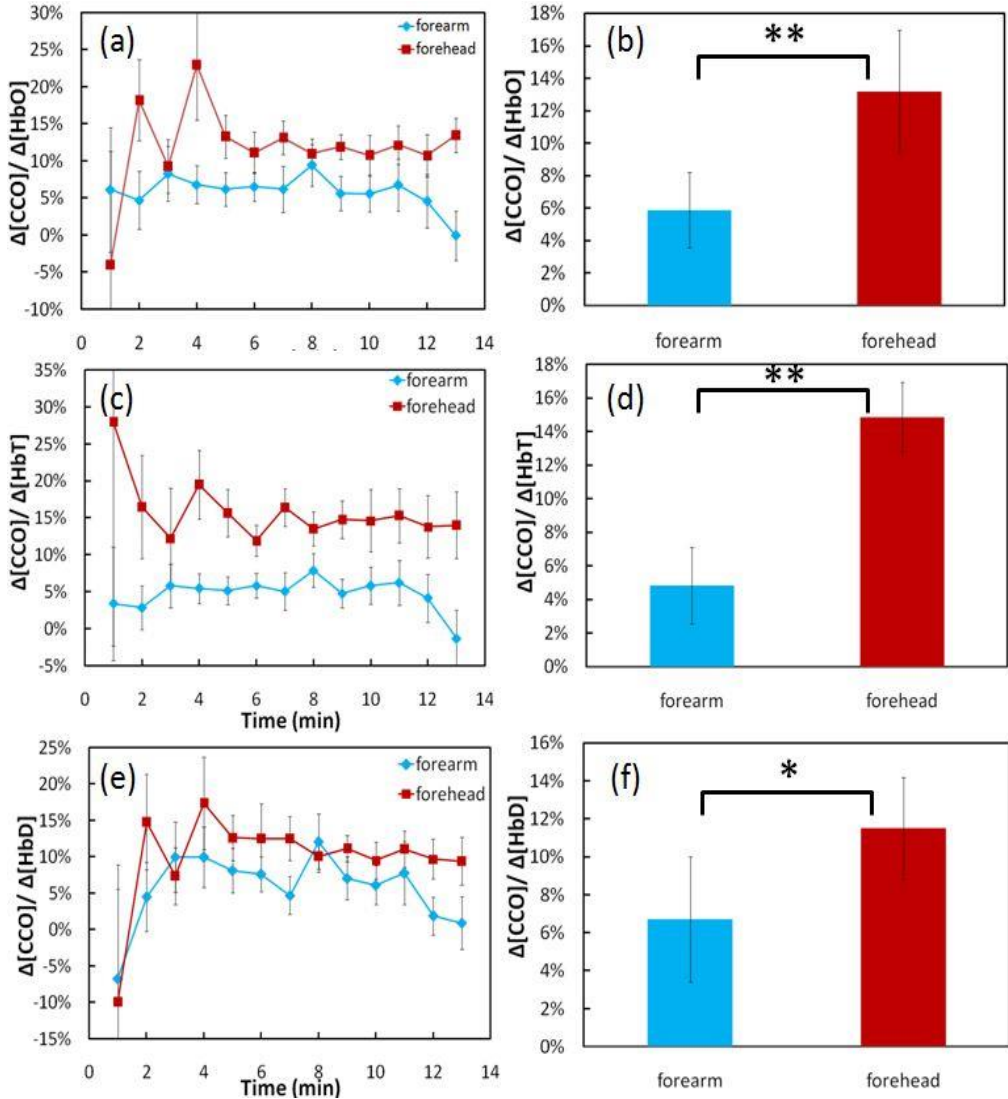 (a)
Δ[CCO]/ Δ[HbO]
30%
25%
20%
15%
10%
5%
0%
-5%
-10%
forearm
forehead
0 2 4 6 8 10 12 14
(b)
**
Δ[CCO]/ Δ[HbO]
18%
16%
14%
12%
10%
8%
6%
4%
2%
0%
forearm forehead
(c)
Δ[CCO]/ Δ[HbT]
35%
30%
25%
20%
15%
10%
5%
0%
-5%
forearm
forehead
0 2 4 6 8 10 12 14
Time (min)
(d)
**
Δ[CCO]/ Δ[HbT]
18%
16%
14%
12%
10%
8%
6%
4%
2%
0%
forearm forehead
(e)
Δ[CCO]/ Δ[HbD]
25%
20%
15%
10%
5%
0%
-5%
-10%
-15%
forearm
forehead
0 2 4 6 8 10 12 14
Time (min)
(f)
*
Δ[CCO]/ Δ[HbD]
16%
14%
12%
10%
8%
6%
4%
2%
0%
forearm forehead